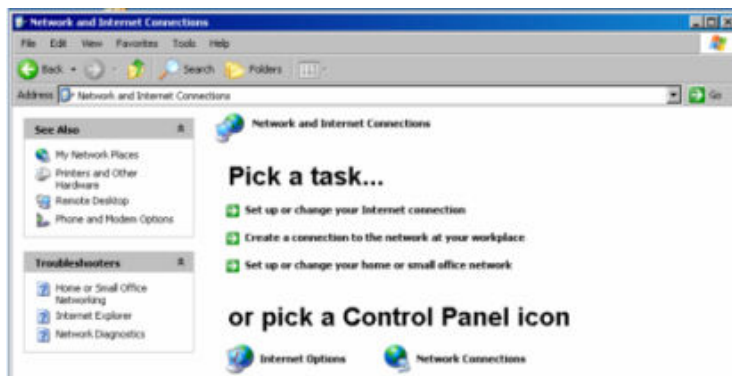 Network and Internet Connections
File Edit View Favorites Tools Help
Back Search Folders
Address Network and Internet Connections Go
See Also
My Network Places
Printers and Other
Hardware
Remote Desktop
Phone and Modem Options
Troubleshooters
Home or Small Office
Networking
Internet Explorer
Network Diagnostics
Network and Internet Connections
Pick a task...
Set up or change your Internet connection
Create a connection to the network at your workplace
Set up or change your home or small office network
or pick a Control Panel icon
Internet Options Network Connections